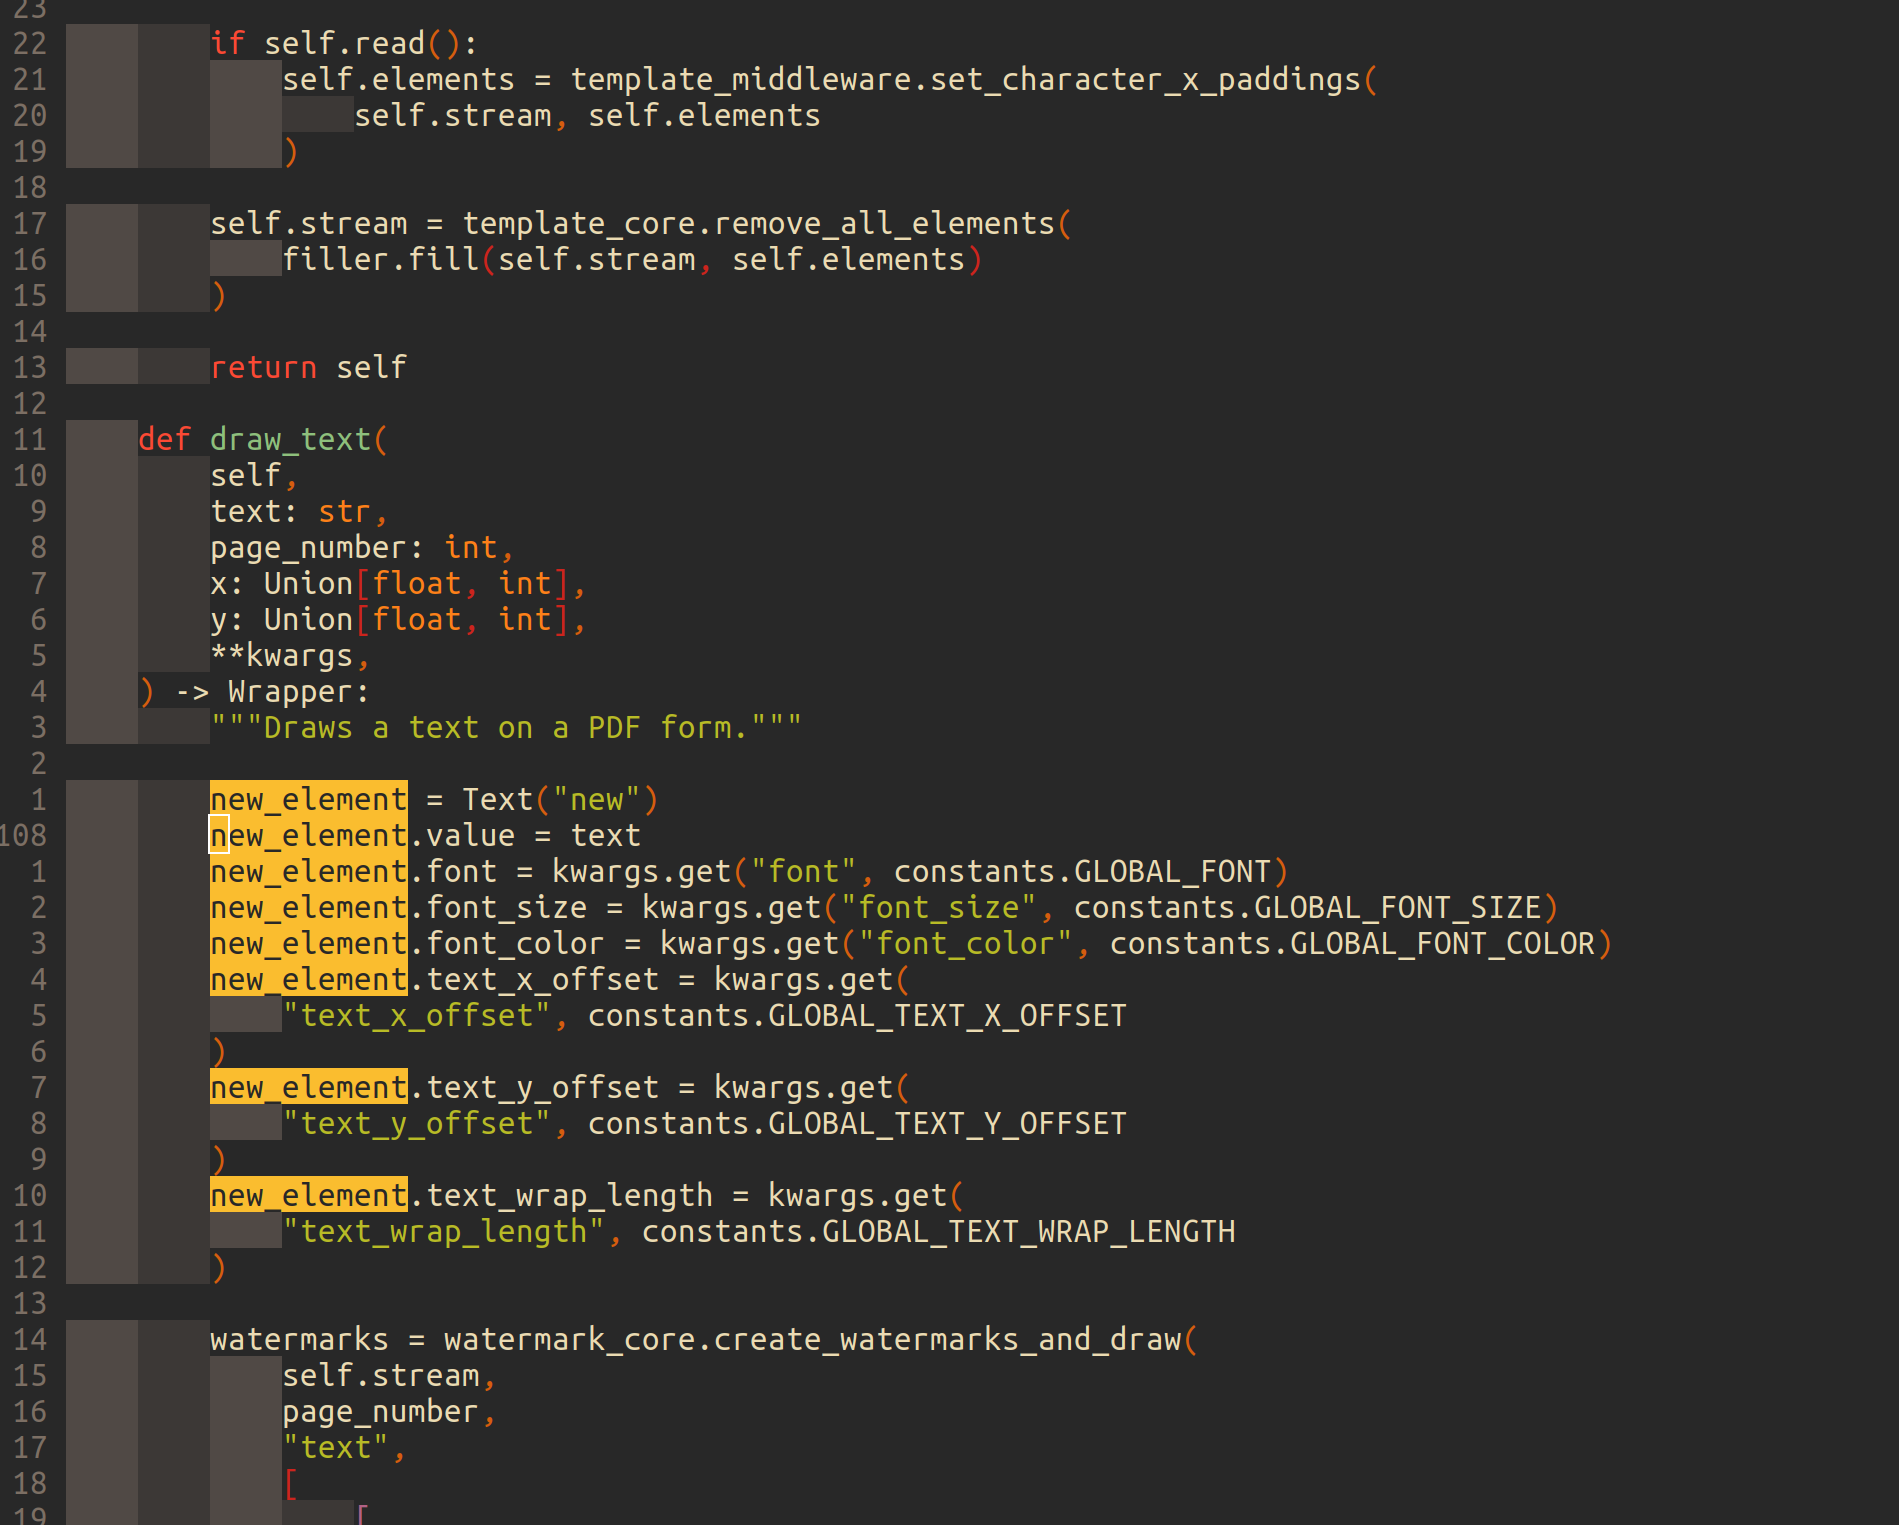 23
22 if self.read():
21 self.elements = template_middleware.set_character_x_paddings(
20 self.stream, self.elements
19 )
18
17 self.stream = template_core.remove_all_elements(
16 filler.fill(self.stream, self.elements)
15 )
14
13 return self
12
11 def draw_text(
10 self,
9 text: str,
8 page_number: int,
7 x: Union[float, int],
6 y: Union[float, int],
5 **kwargs,
4 ) -> Wrapper:
3 """Draws a text on a PDF form."""
2
1 new_element = Text("new")
108 new_element.value = text
1 new_element.font = kwargs.get("font", constants.GLOBAL_FONT)
2 new_element.font_size = kwargs.get("font_size", constants.GLOBAL_FONT_SIZE)
3 new_element.font_color = kwargs.get("font_color", constants.GLOBAL_FONT_COLOR)
4 new_element.text_x_offset = kwargs.get(
5 "text_x_offset", constants.GLOBAL_TEXT_X_OFFSET
6 )
7 new_element.text_y_offset = kwargs.get(
8 "text_y_offset", constants.GLOBAL_TEXT_Y_OFFSET
9 )
10 new_element.text_wrap_length = kwargs.get(
11 "text_wrap_length", constants.GLOBAL_TEXT_WRAP_LENGTH
12 )
13
14 watermarks = watermark_core.create_watermarks_and_draw(
15 self.stream,
16 page_number,
17 "text",
18 [
19 [